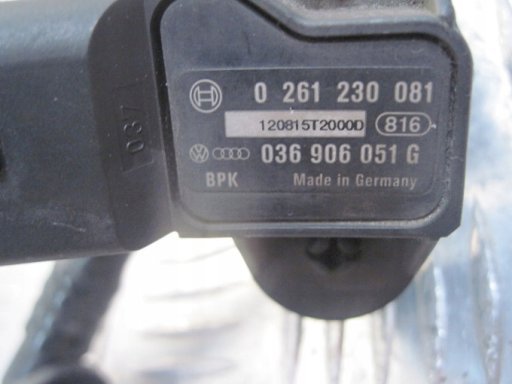 0 261 230 081
120815T2000D 816
036 906 051 G
BPK Made in Germany
037